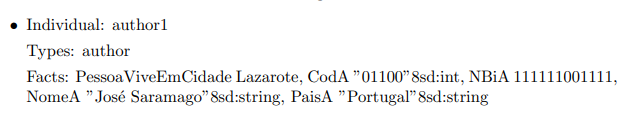 • Individual: author1
Types: author
Facts: PessoaViveEmCidade Lazarote, CodA ”01100”8sd:int, NBiA 111111001111,
NomeA ”José Saramago”8sd:string, PaisA ”Portugal”8sd:string